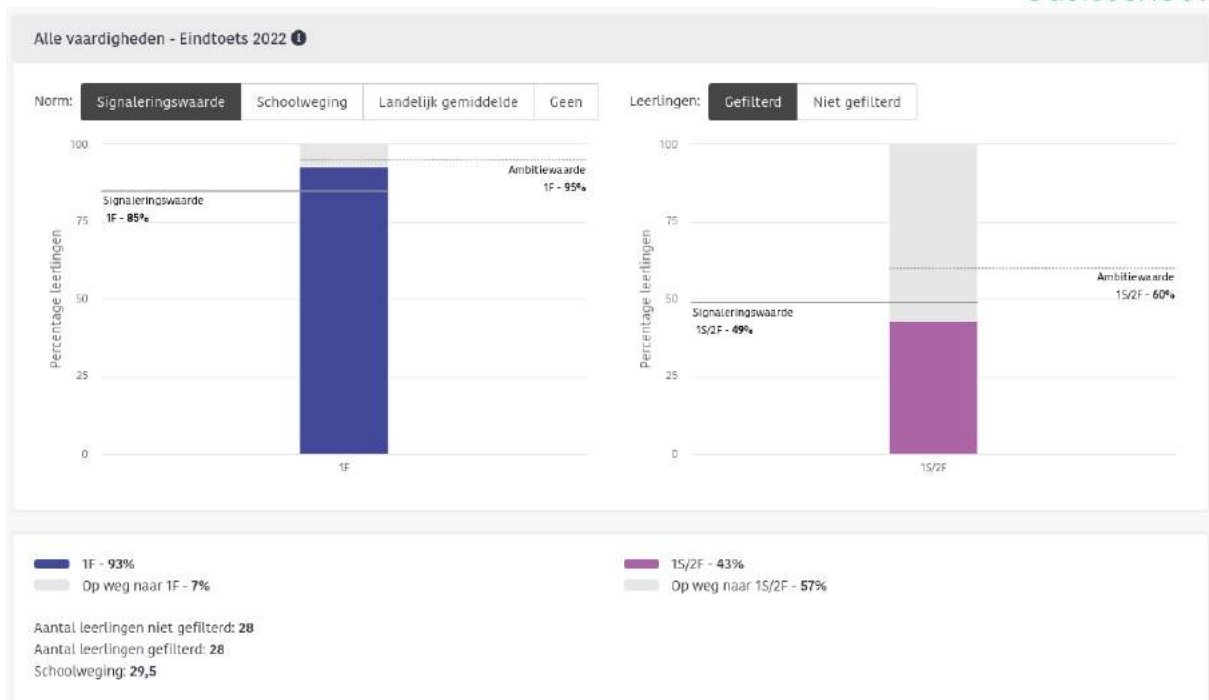 Alle vaardigheden - Eindtoets 2022
Norm: Signaleringswaarde Schoolweging Landelijk gemiddelde Geen
Leerlingen: Gefilterd Niet gefilterd
100
75
50
25
0
Percentage leerlingen
Signaleringswaarde
1F - 85%
Ambitiewaarde
1F - 95%
1F
100
75
50
25
0
Percentage leerlingen
Signaleringswaarde
1S/2F - 49%
Ambitiewaarde
1S/2F - 60%
1S/2F
1F - 93%
Op weg naar 1F - 7%
1S/2F - 43%
Op weg naar 1S/2F - 57%
Aantal leerlingen niet gefilterd: 28
Aantal leerlingen gefilterd: 28
Schoolweging: 29,5